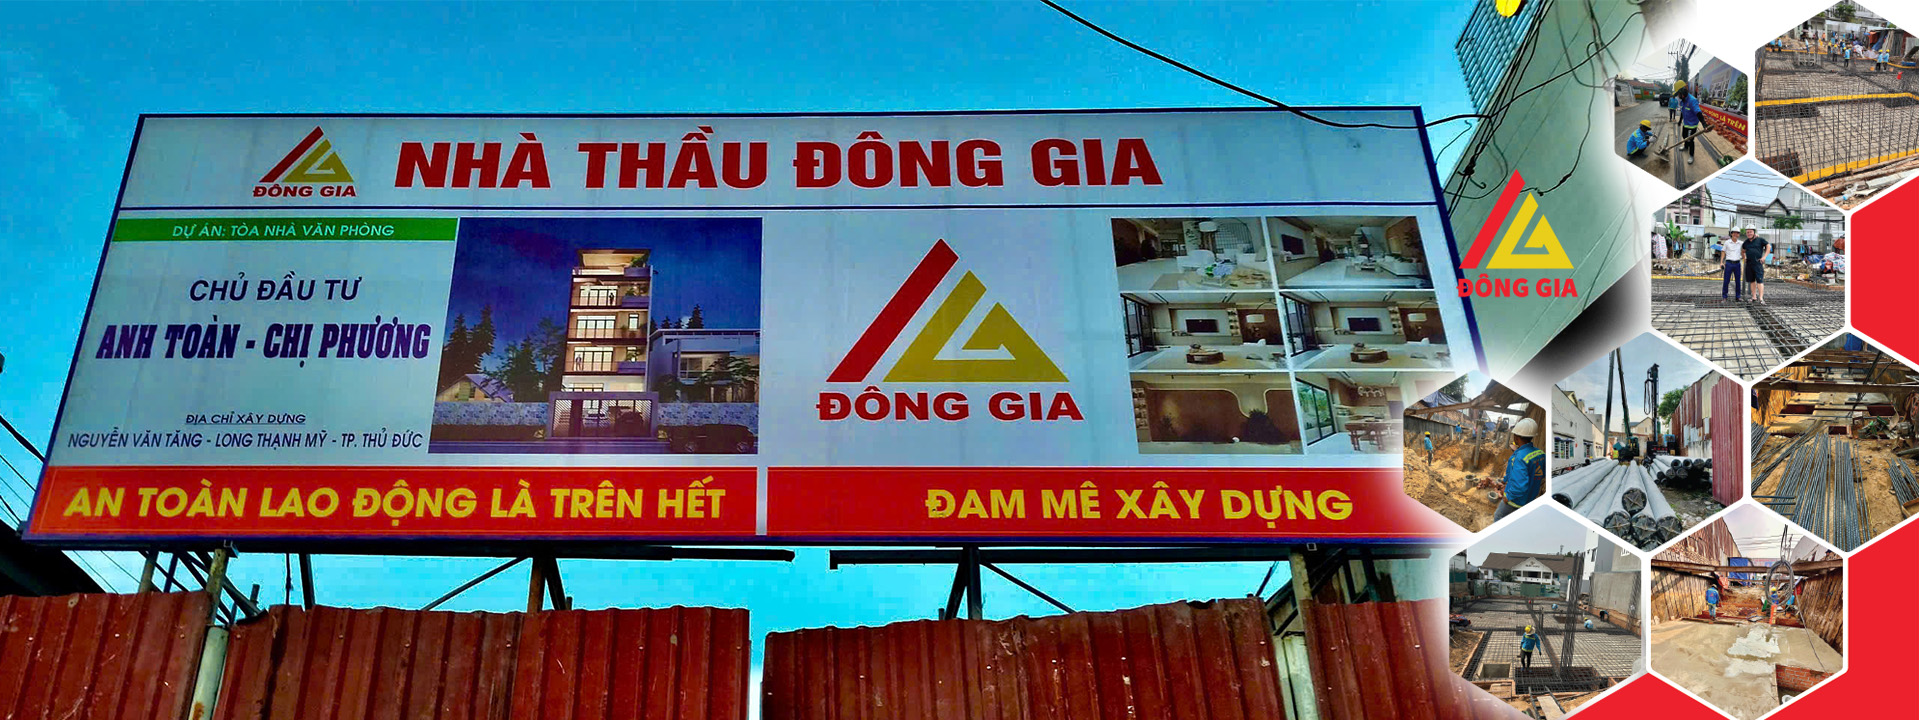 ĐÔNG GIA
NHÀ THẦU ĐÔNG GIA
DỰ ÁN: TÒA NHÀ VĂN PHÒNG
CHỦ ĐẦU TƯ
ANH TOÀN - CHỊ PHƯƠNG
ĐỊA CHỈ XÂY DỰNG
NGUYỄN VĂN TĂNG - LONG THẠNH MỸ - TP. THỦ ĐỨC
ĐÔNG GIA
AN TOÀN LAO ĐỘNG LÀ TRÊN HẾT
ĐAM MÊ XÂY DỰNG
ĐÔNG GIA
LÀ TRÊN